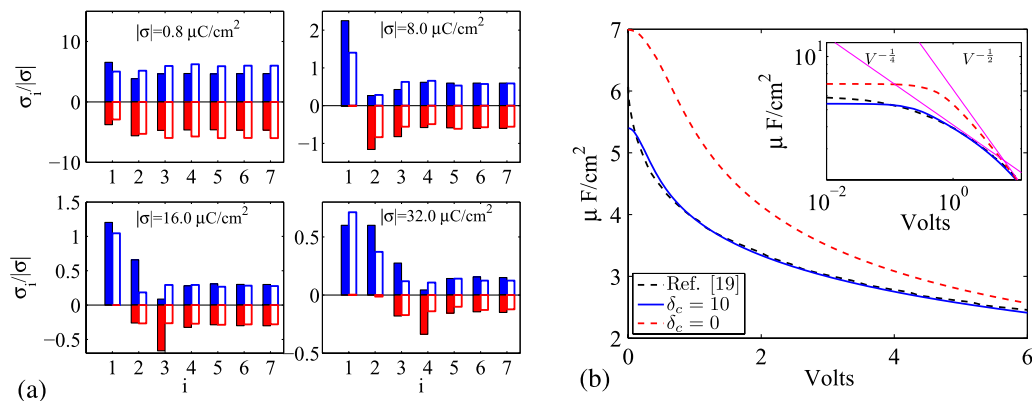 |σ|=0.8 μC/cm²
σᵢ/|σ|
10
0
−10
1 2 3 4 5 6 7
|σ|=8.0 μC/cm²
2
1
0
−1
1 2 3 4 5 6 7
|σ|=16.0 μC/cm²
σᵢ/|σ|
1.5
1
0.5
0
−0.5
1 2 3 4 5 6 7
i
|σ|=32.0 μC/cm²
0.5
0
−0.5
1 2 3 4 5 6 7
i
(a)
μ F/cm²
7
6
5
4
3
2
0 2 4 6
Volts
Ref. [19]
δ_c = 10
δ_c = 0
μ F/cm²
10¹
V^{-1/4}
V^{-1/2}
10⁻² 10⁰
Volts
(b)